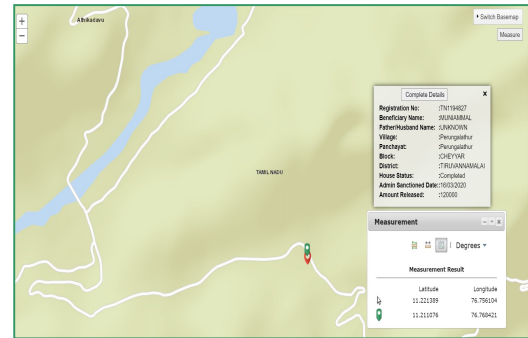 +
−
Athikadavu
Switch Basemap
Measure
Complete Details x
Registration No: :TN1194827
Beneficiary Name: :MUNIAMMAL
Father/Husband Name: :UNKNOWN
Village: :Perungalathur
Panchayat: :Perungalathur
Block: :CHEYYAR
District: :TIRUVANNAMALAI
House Status: :Completed
Admin Sanctioned Date: :16/03/2020
Amount Released: :120000
TAMIL NADU
Measurement
Degrees
Measurement Result
Latitude Longitude
11.221389 76.756104
11.211076 76.768421